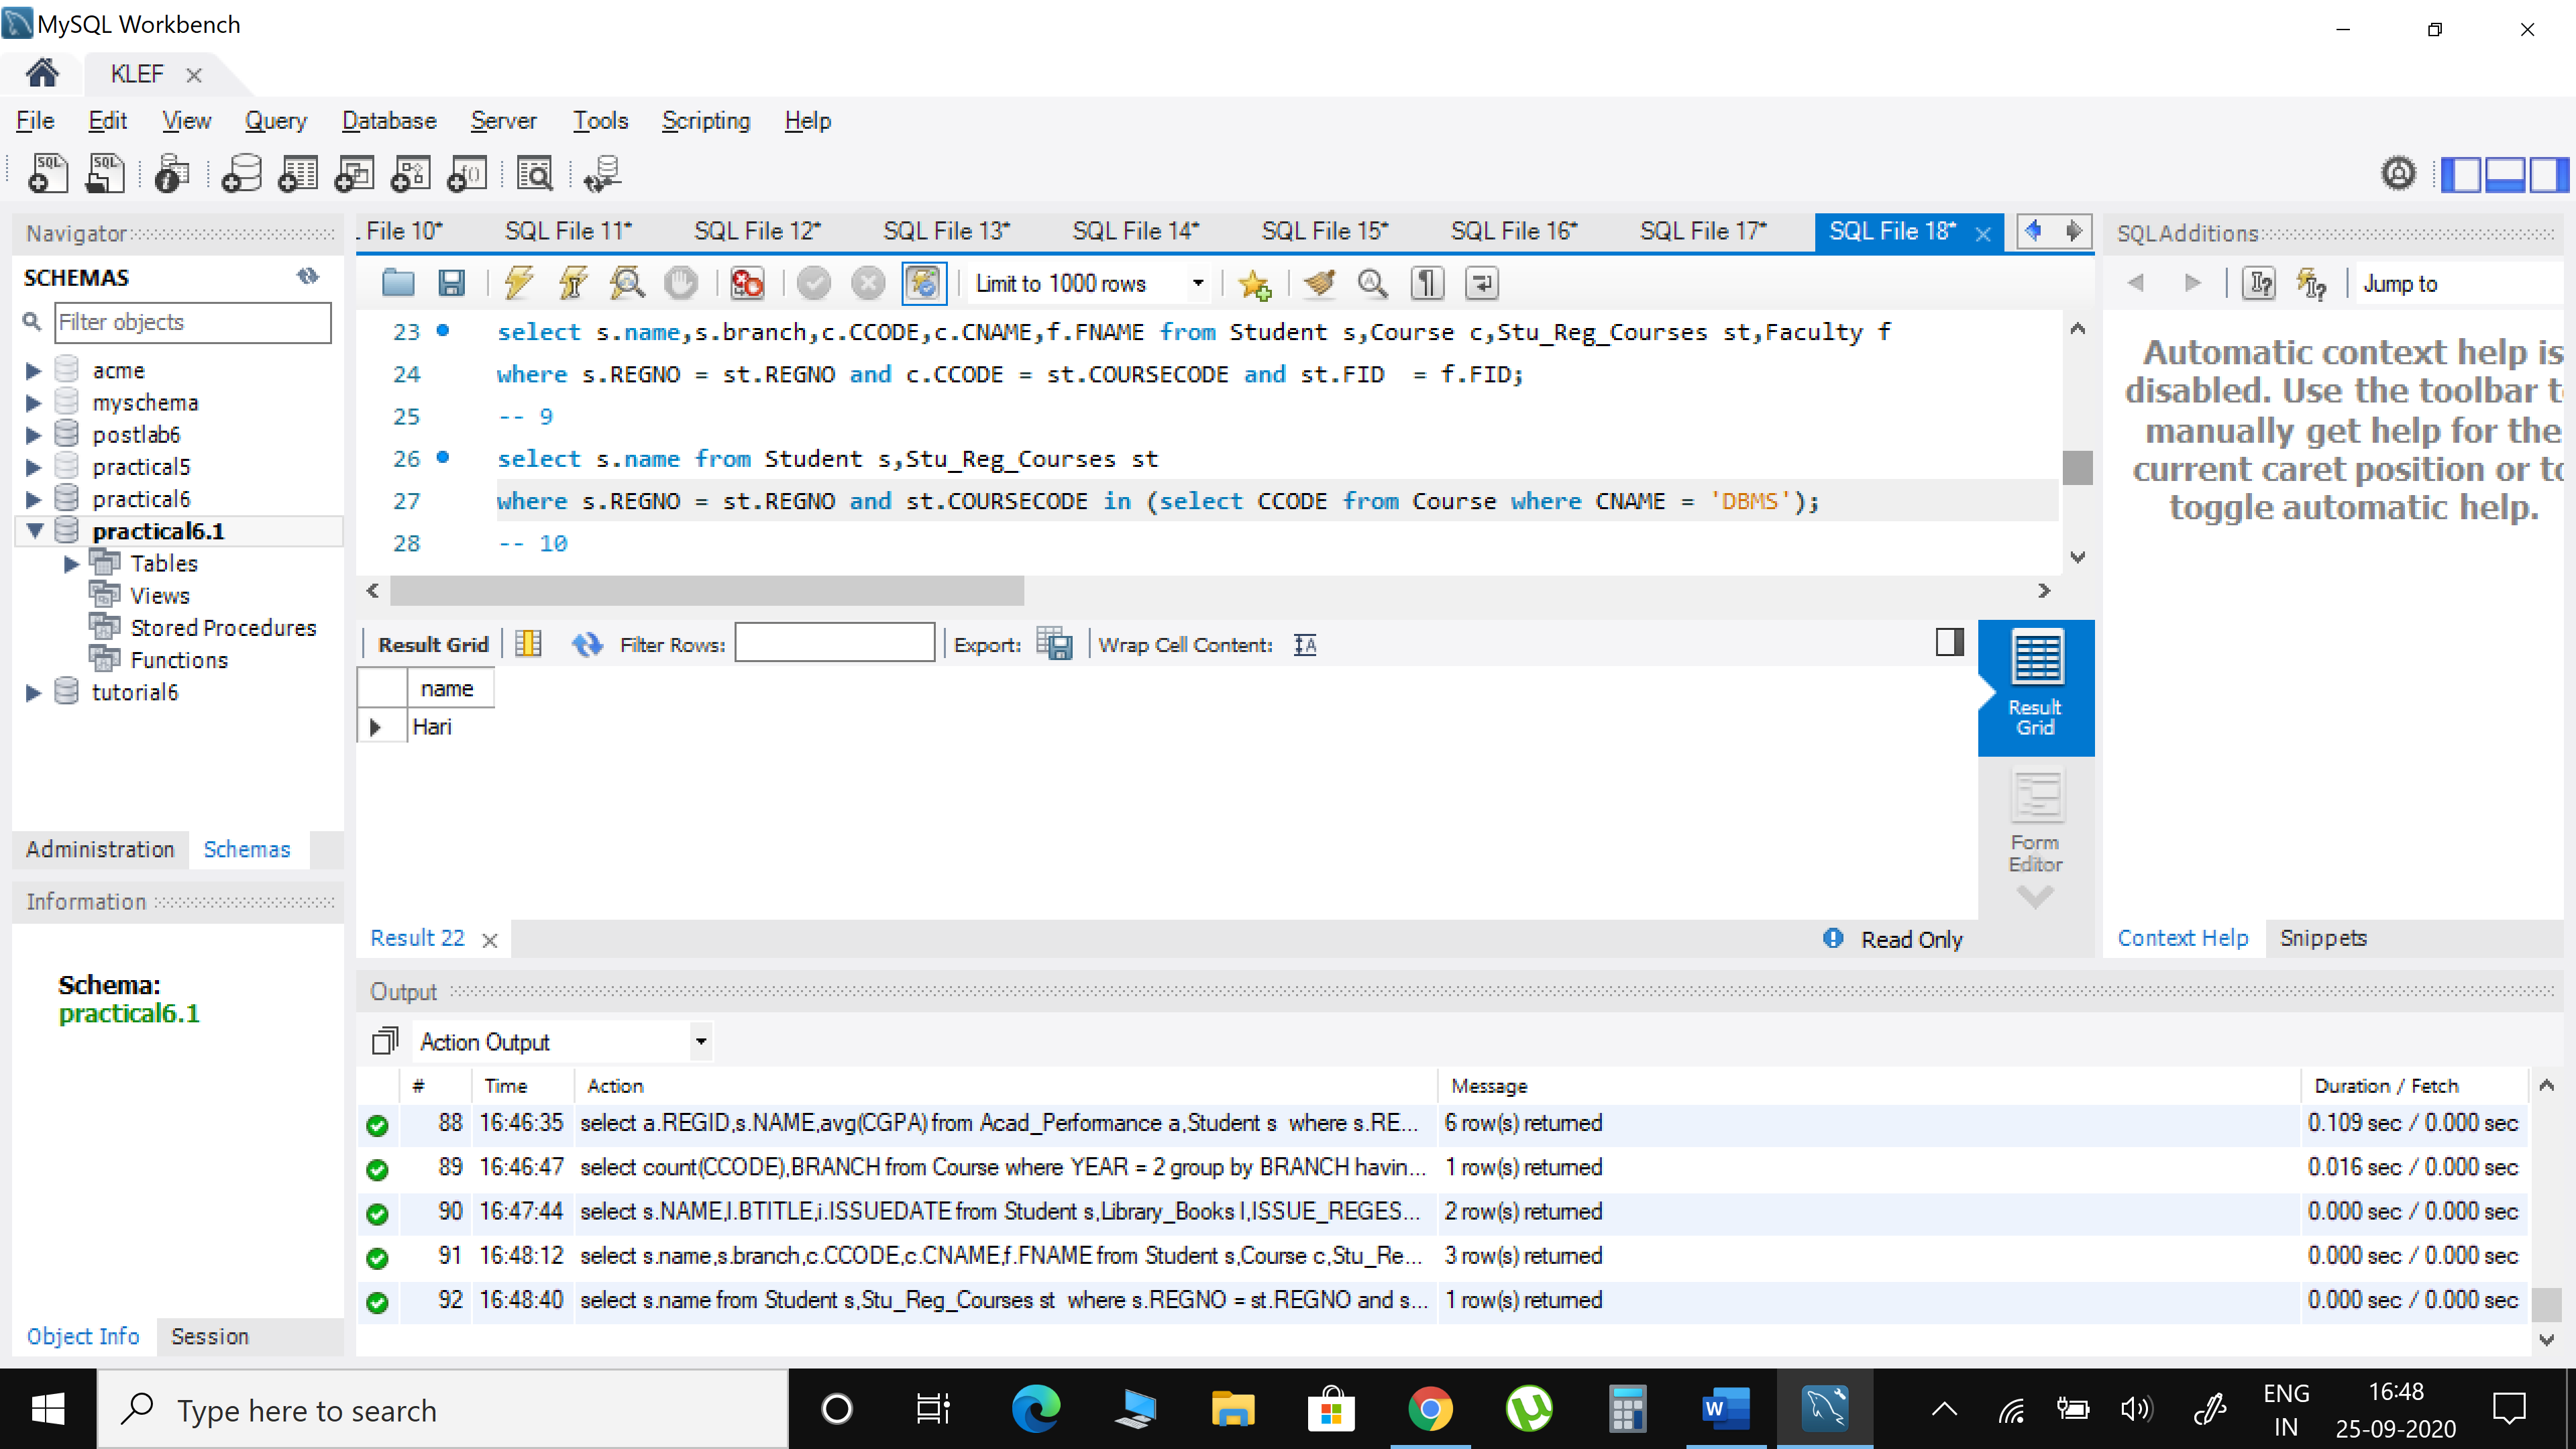 MySQL Workbench
KLEF
File Edit View Query Database Server Tools Scripting Help
Navigator
SCHEMAS
Filter objects
acme
myschema
postlab6
practical5
practical6
practical6.1
Tables
Views
Stored Procedures
Functions
tutorial6
Administration Schemas
Information
Schema:
practical6.1
Object Info Session
File 10* SQL File 11* SQL File 12* SQL File 13* SQL File 14* SQL File 15* SQL File 16* SQL File 17* SQL File 18*
Limit to 1000 rows
23 select s.name,s.branch,c.CCODE,c.CNAME,f.FNAME from Student s,Course c,Stu_Reg_Courses st,Faculty f
24 where s.REGNO = st.REGNO and c.CCODE = st.COURSECODE and st.FID  = f.FID;
25 -- 9
26 select s.name from Student s,Stu_Reg_Courses st
27 where s.REGNO = st.REGNO and st.COURSECODE in (select CCODE from Course where CNAME = 'DBMS');
28 -- 10
Result Grid Filter Rows: Export: Wrap Cell Content:
name
Hari
Result
Grid
Form
Editor
Result 22
Read Only
SQLAdditions
Jump to
Automatic context help is
disabled. Use the toolbar t
manually get help for the
current caret position or to
toggle automatic help.
Context Help Snippets
Output
Action Output
# Time Action Message Duration / Fetch
88 16:46:35 select a.REGID,s.NAME,avg(CGPA) from Acad_Performance a,Student s  where s.RE... 6 row(s) returned 0.109 sec / 0.000 sec
89 16:46:47 select count(CCODE),BRANCH from Course where YEAR = 2 group by BRANCH havin... 1 row(s) returned 0.016 sec / 0.000 sec
90 16:47:44 select s.NAME,l.BTITLE,i.ISSUEDATE from Student s,Library_Books l,ISSUE_REGES... 2 row(s) returned 0.000 sec / 0.000 sec
91 16:48:12 select s.name,s.branch,c.CCODE,c.CNAME,f.FNAME from Student s,Course c,Stu_Re... 3 row(s) returned 0.000 sec / 0.000 sec
92 16:48:40 select s.name from Student s,Stu_Reg_Courses st  where s.REGNO = st.REGNO and s... 1 row(s) returned 0.000 sec / 0.000 sec
Type here to search
ENG
IN
16:48
25-09-2020